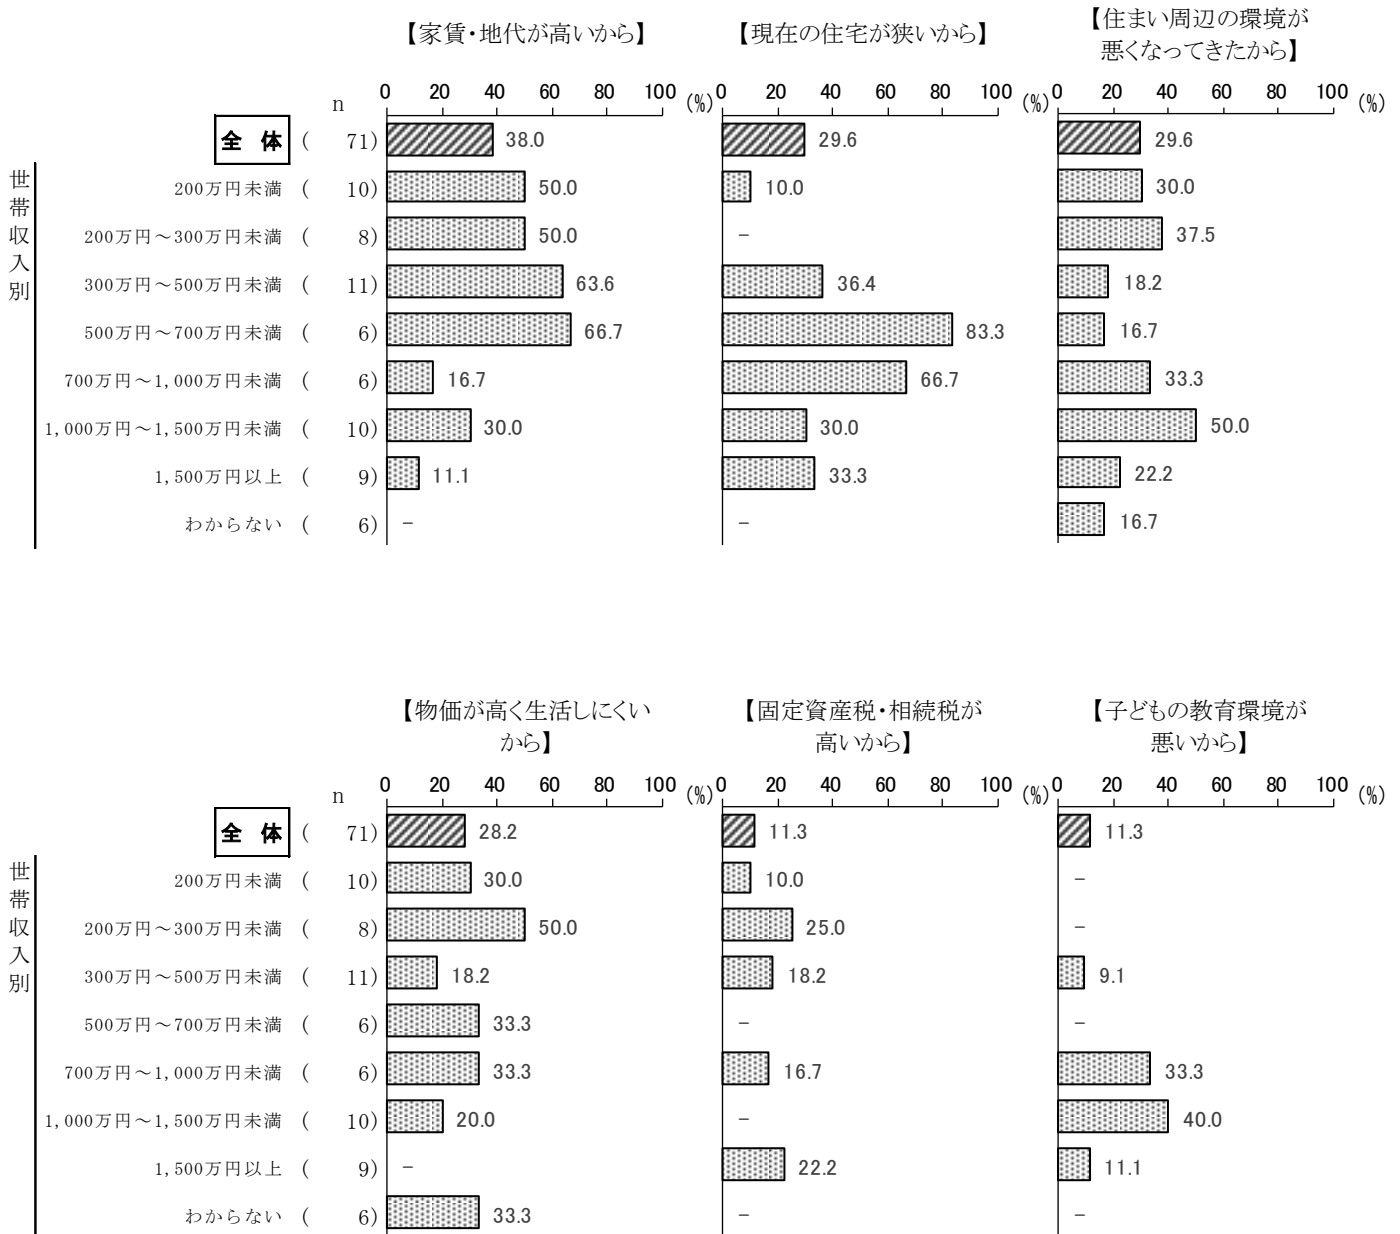 【家賃・地代が高いから】 【現在の住宅が狭いから】 【住まい周辺の環境が
悪くなってきたから】
n 0 20 40 60 80 100 (%) 0 20 40 60 80 100 (%) 0 20 40 60 80 100 (%)
全 体 ( 71) 38.0 29.6 29.6
世帯収入別
200万円未満 ( 10) 50.0 10.0 30.0
200万円～300万円未満 ( 8) 50.0 － 37.5
300万円～500万円未満 ( 11) 63.6 36.4 18.2
500万円～700万円未満 ( 6) 66.7 83.3 16.7
700万円～1,000万円未満 ( 6) 16.7 66.7 33.3
1,000万円～1,500万円未満 ( 10) 30.0 30.0 50.0
1,500万円以上 ( 9) 11.1 33.3 22.2
わからない ( 6) － － 16.7
【物価が高く生活しにくい 【固定資産税・相続税が 【子どもの教育環境が
から】 高いから】 悪いから】
n 0 20 40 60 80 100 (%) 0 20 40 60 80 100 (%) 0 20 40 60 80 100 (%)
全 体 ( 71) 28.2 11.3 11.3
世帯収入別
200万円未満 ( 10) 30.0 10.0 －
200万円～300万円未満 ( 8) 50.0 25.0 －
300万円～500万円未満 ( 11) 18.2 18.2 9.1
500万円～700万円未満 ( 6) 33.3 － －
700万円～1,000万円未満 ( 6) 33.3 16.7 33.3
1,000万円～1,500万円未満 ( 10) 20.0 － 40.0
1,500万円以上 ( 9) － 22.2 11.1
わからない ( 6) 33.3 － －